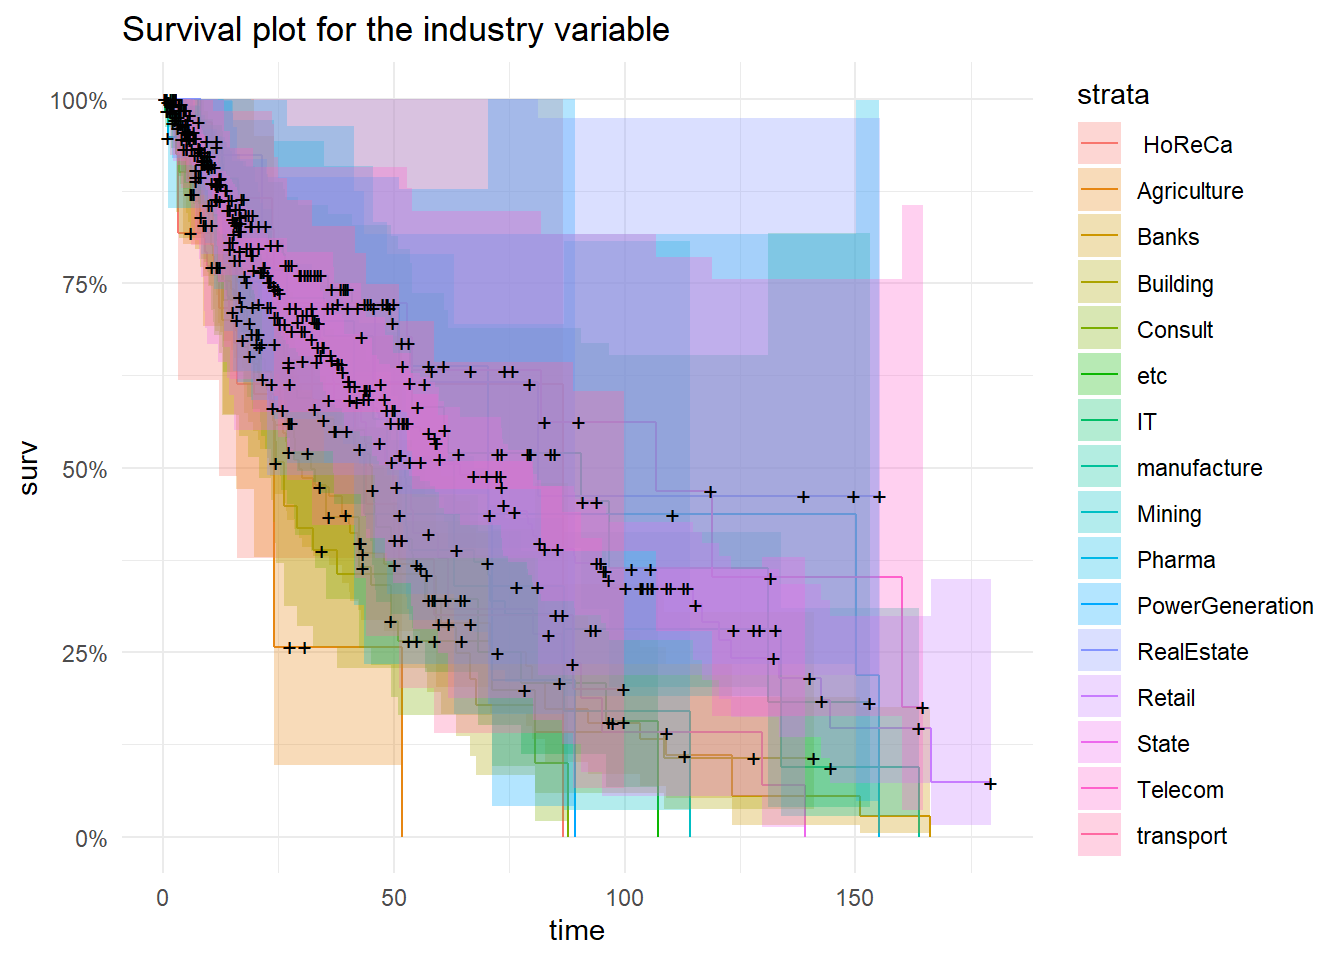 Survival plot for the industry variable
surv
100%
75%
50%
25%
0%
0
50
100
150
time
strata
HoReCa
Agriculture
Banks
Building
Consult
etc
IT
manufacture
Mining
Pharma
PowerGeneration
RealEstate
Retail
State
Telecom
transport